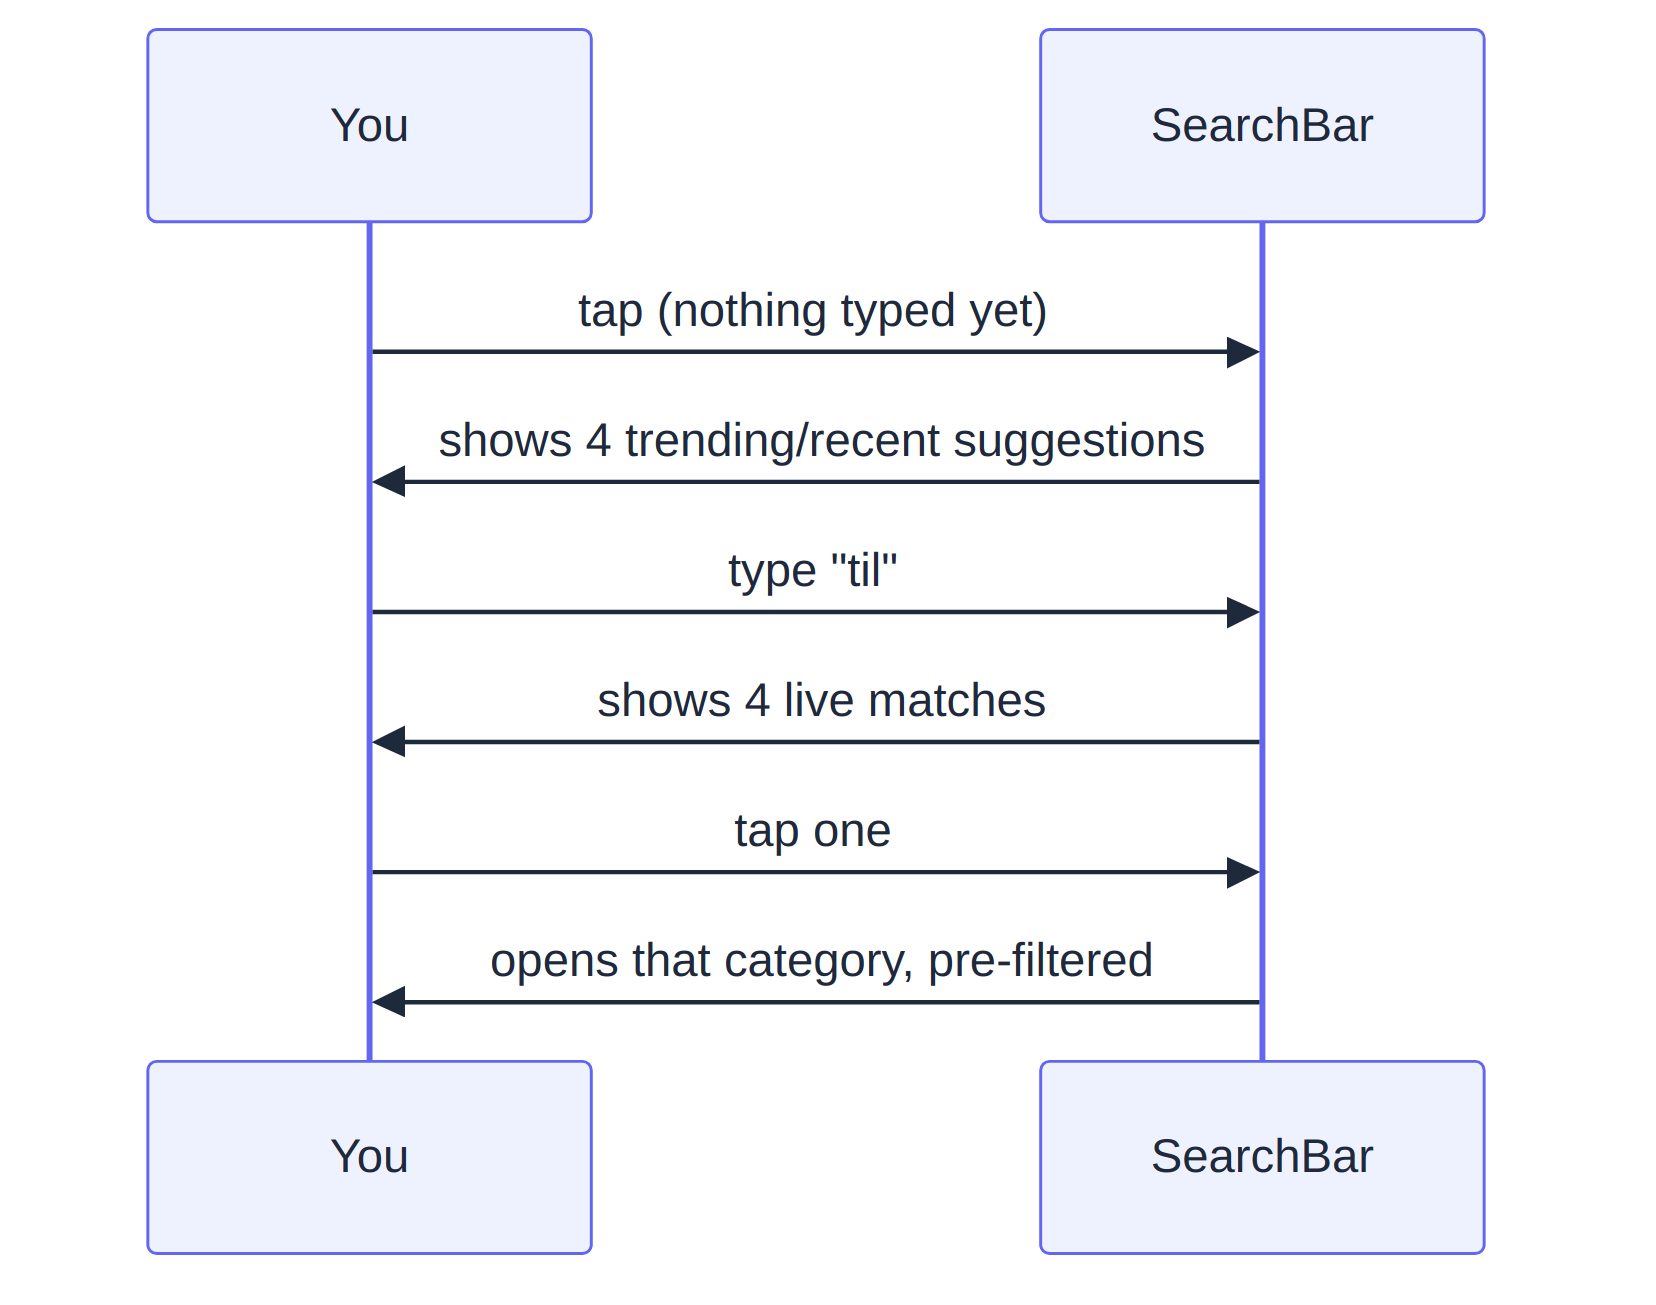 You
SearchBar
tap (nothing typed yet)
shows 4 trending/recent suggestions
type "til"
shows 4 live matches
tap one
opens that category, pre-filtered
You
SearchBar